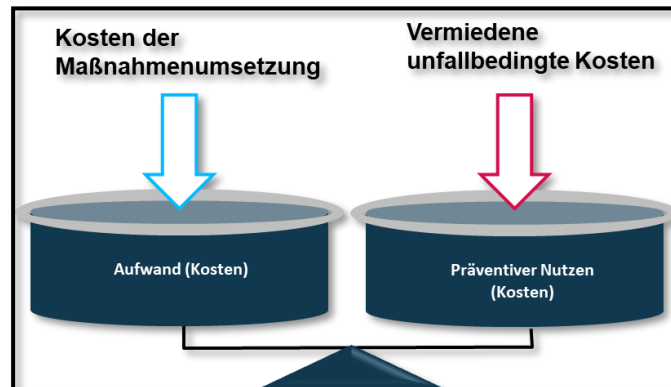 Kosten der
Maßnahmenumsetzung
Vermiedene
unfallbedingte Kosten
Aufwand (Kosten)
Präventiver Nutzen
(Kosten)